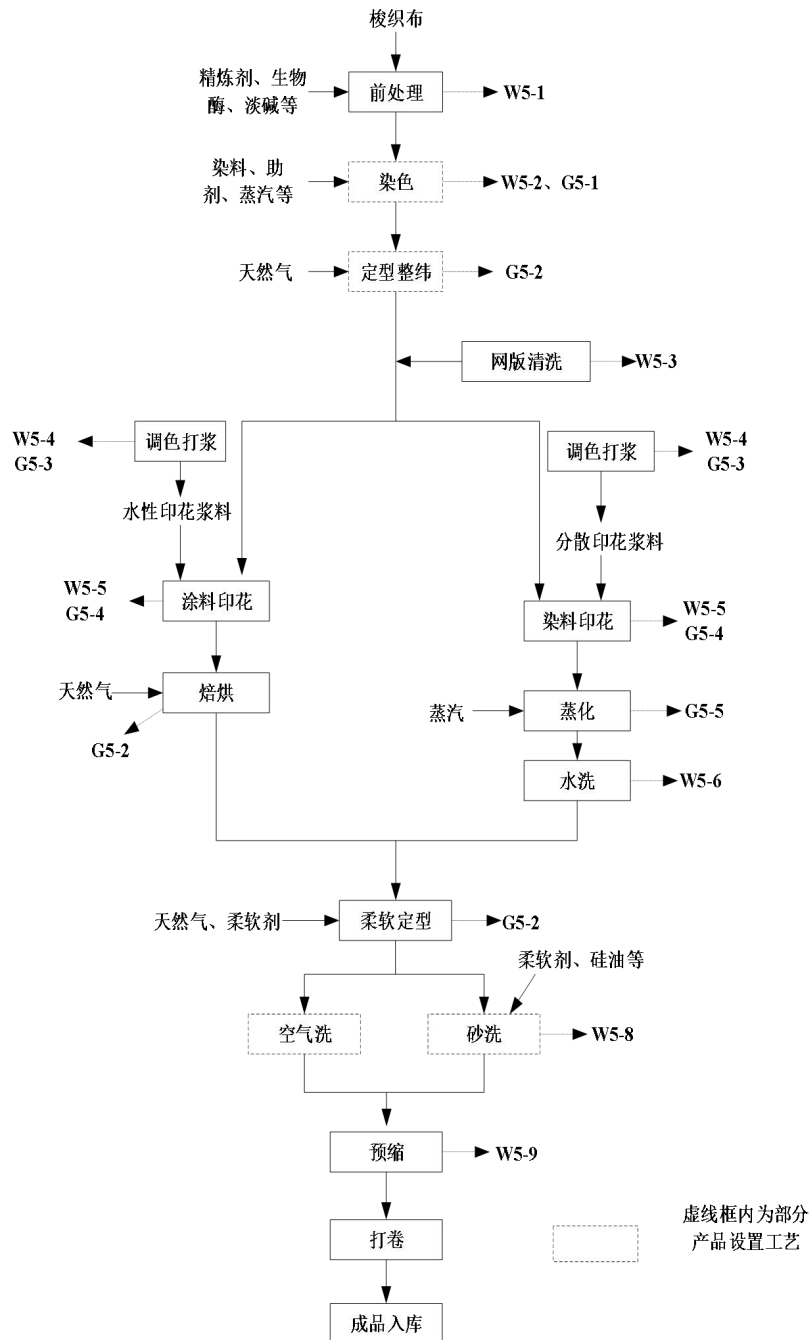 梭织布
精炼剂、生物
酶、淡碱等
前处理
W5-1
染料、助
剂、蒸汽等
染色
W5-2、G5-1
天然气
定型整纬
G5-2
网版清洗
W5-3
W5-4
G5-3
调色打浆
调色打浆
W5-4
G5-3
水性印花浆料
分散印花浆料
W5-5
G5-4
涂料印花
染料印花
W5-5
G5-4
天然气
焙烘
G5-2
蒸汽
蒸化
G5-5
水洗
W5-6
天然气、柔软剂
柔软定型
G5-2
柔软剂、硅油等
空气洗
砂洗
W5-8
预缩
W5-9
打卷
成品入库
虚线框内为部分
产品设置工艺